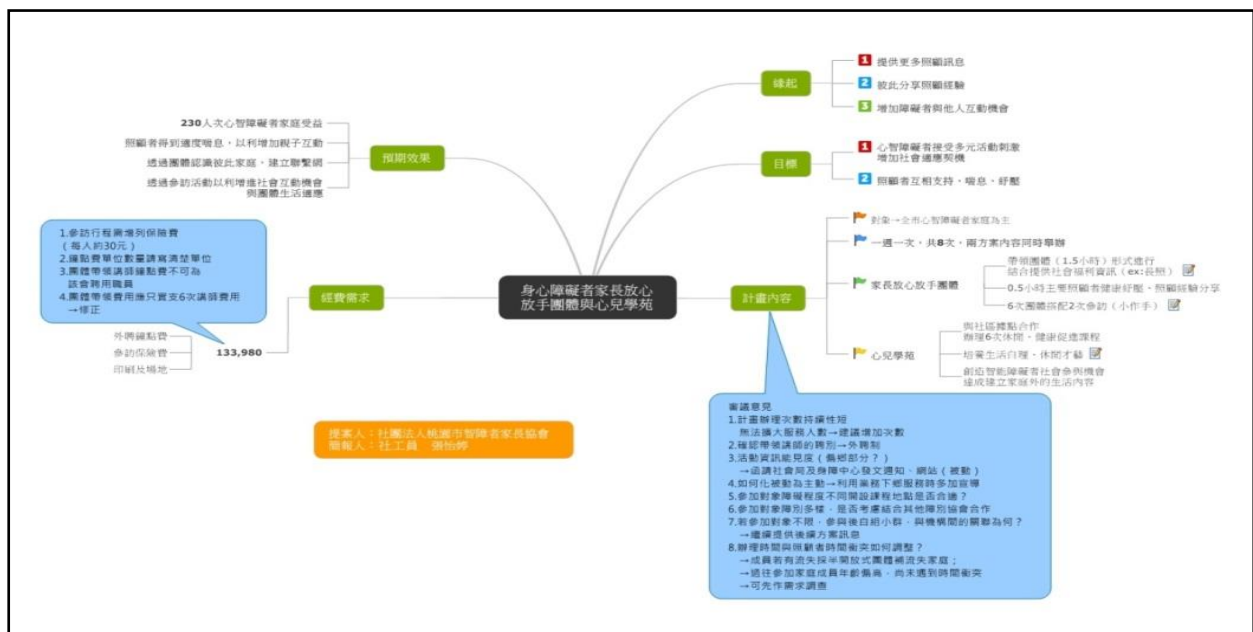 身心障礙者家長放心
放手團體與心兒學苑
緣起
1 提供更多照顧訊息
2 彼此分享照顧經驗
3 增加障礙者與他人互動機會
目標
1 心智障礙者接受多元活動刺激
增加社會適應契機
2 照顧者互相支持、喘息、紓壓
計畫內容
對象→全市心智障礙者家庭為主
一週一次，共8次，兩方案內容同時舉辦
家長放心放手團體
帶領團體（1.5小時）形式進行
結合提供社會福利資訊（ex:長照）
0.5小時主要照顧者健康紓壓、照顧經驗分享
6次團體搭配2次參訪（小作手）
心兒學苑
與社區據點合作
辦理6次休閒、健康促進課程
培養生活自理、休閒才藝
創造智能障礙者社會參與機會
達成建立家庭外的生活內容
審議意見
1.計畫辦理次數持續性短
無法擴大服務人數→建議增加次數
2.確認帶領講師的聘別→外聘制
3.活動資訊能見度（偏鄉部分？）
→函請社會局及身障中心發文通知、網站（被動）
4.如何化被動為主動→利用業務下鄉服務時多加宣導
5.參加對象障礙程度不同開設課程地點是否合適？
6.參加對象障別多樣，是否考慮結合其他障別協會合作
7.若參加對象不限，參與後自組小群，與機構間的關聯為何？
→繼續提供後續方案訊息
8.辦理時間與照顧者時間衝突如何調整？
→成員若有流失採半開放式團體補流失家庭；
→過往參加家庭成員年齡偏高，尚未遇到時間衝突
→可先作需求調查
預期效果
230人次心智障礙者家庭受益
照顧者得到適度喘息，以利增加親子互動
透過團體認識彼此家庭，建立聯繫網
透過參訪活動以利增進社會互動機會
與團體生活適應
經費需求
133,980
外聘鐘點費
參訪保險費
印刷及場地
1.參訪行程需增列保險費
（每人約30元）
2.鐘點費單位數量請寫清楚單位
3.團體帶領講師鐘點費不可為
該會聘用職員
4.團體帶領費用應只實支6次講師費用
→修正
提案人：社團法人桃園市智障者家長協會
簡報人：社工員 張怡婷